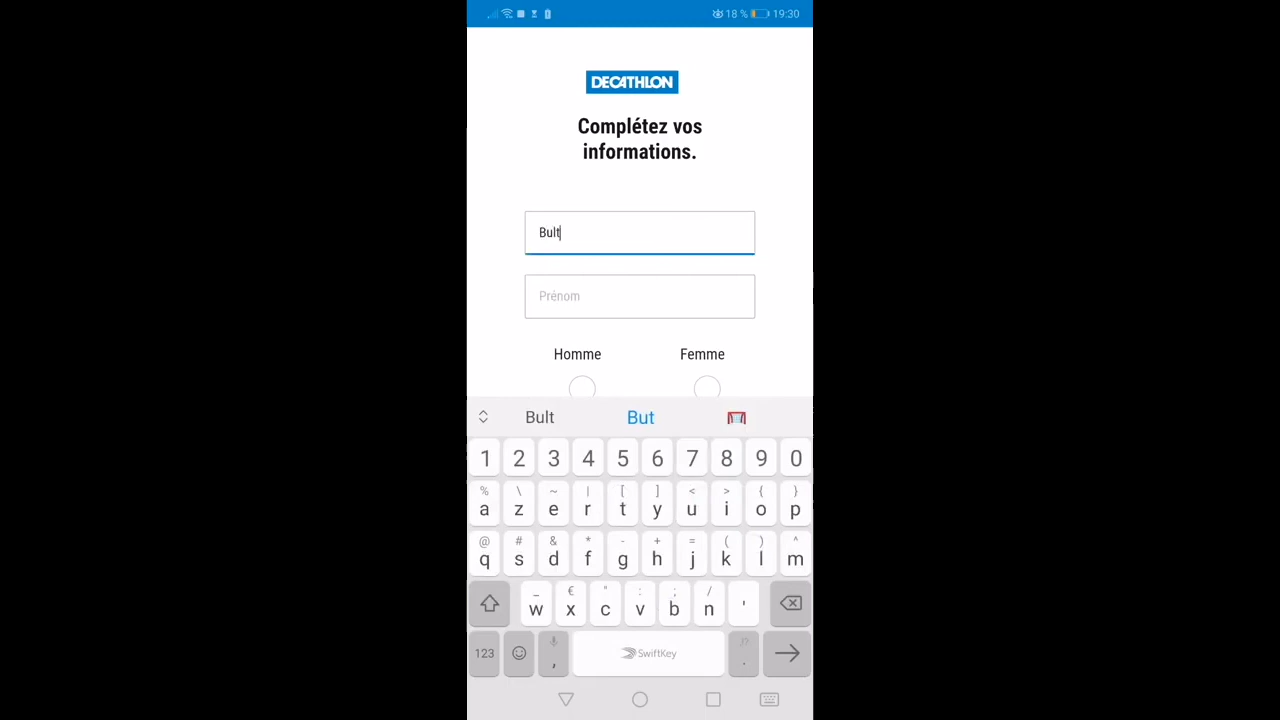 18 % 19:30
DECATHLON
Complétez vos
informations.
Bult
Prénom
Homme Femme
Bult But
1 2 3 4 5 6 7 8 9 0
% \ ~ | [ ] < > { }
a z e r t y u i o p
@ # & * - + = ( ) ^
q s d f g h j k l m
_ € ° : ; /
w x c v b n '
123 , SwiftKey .